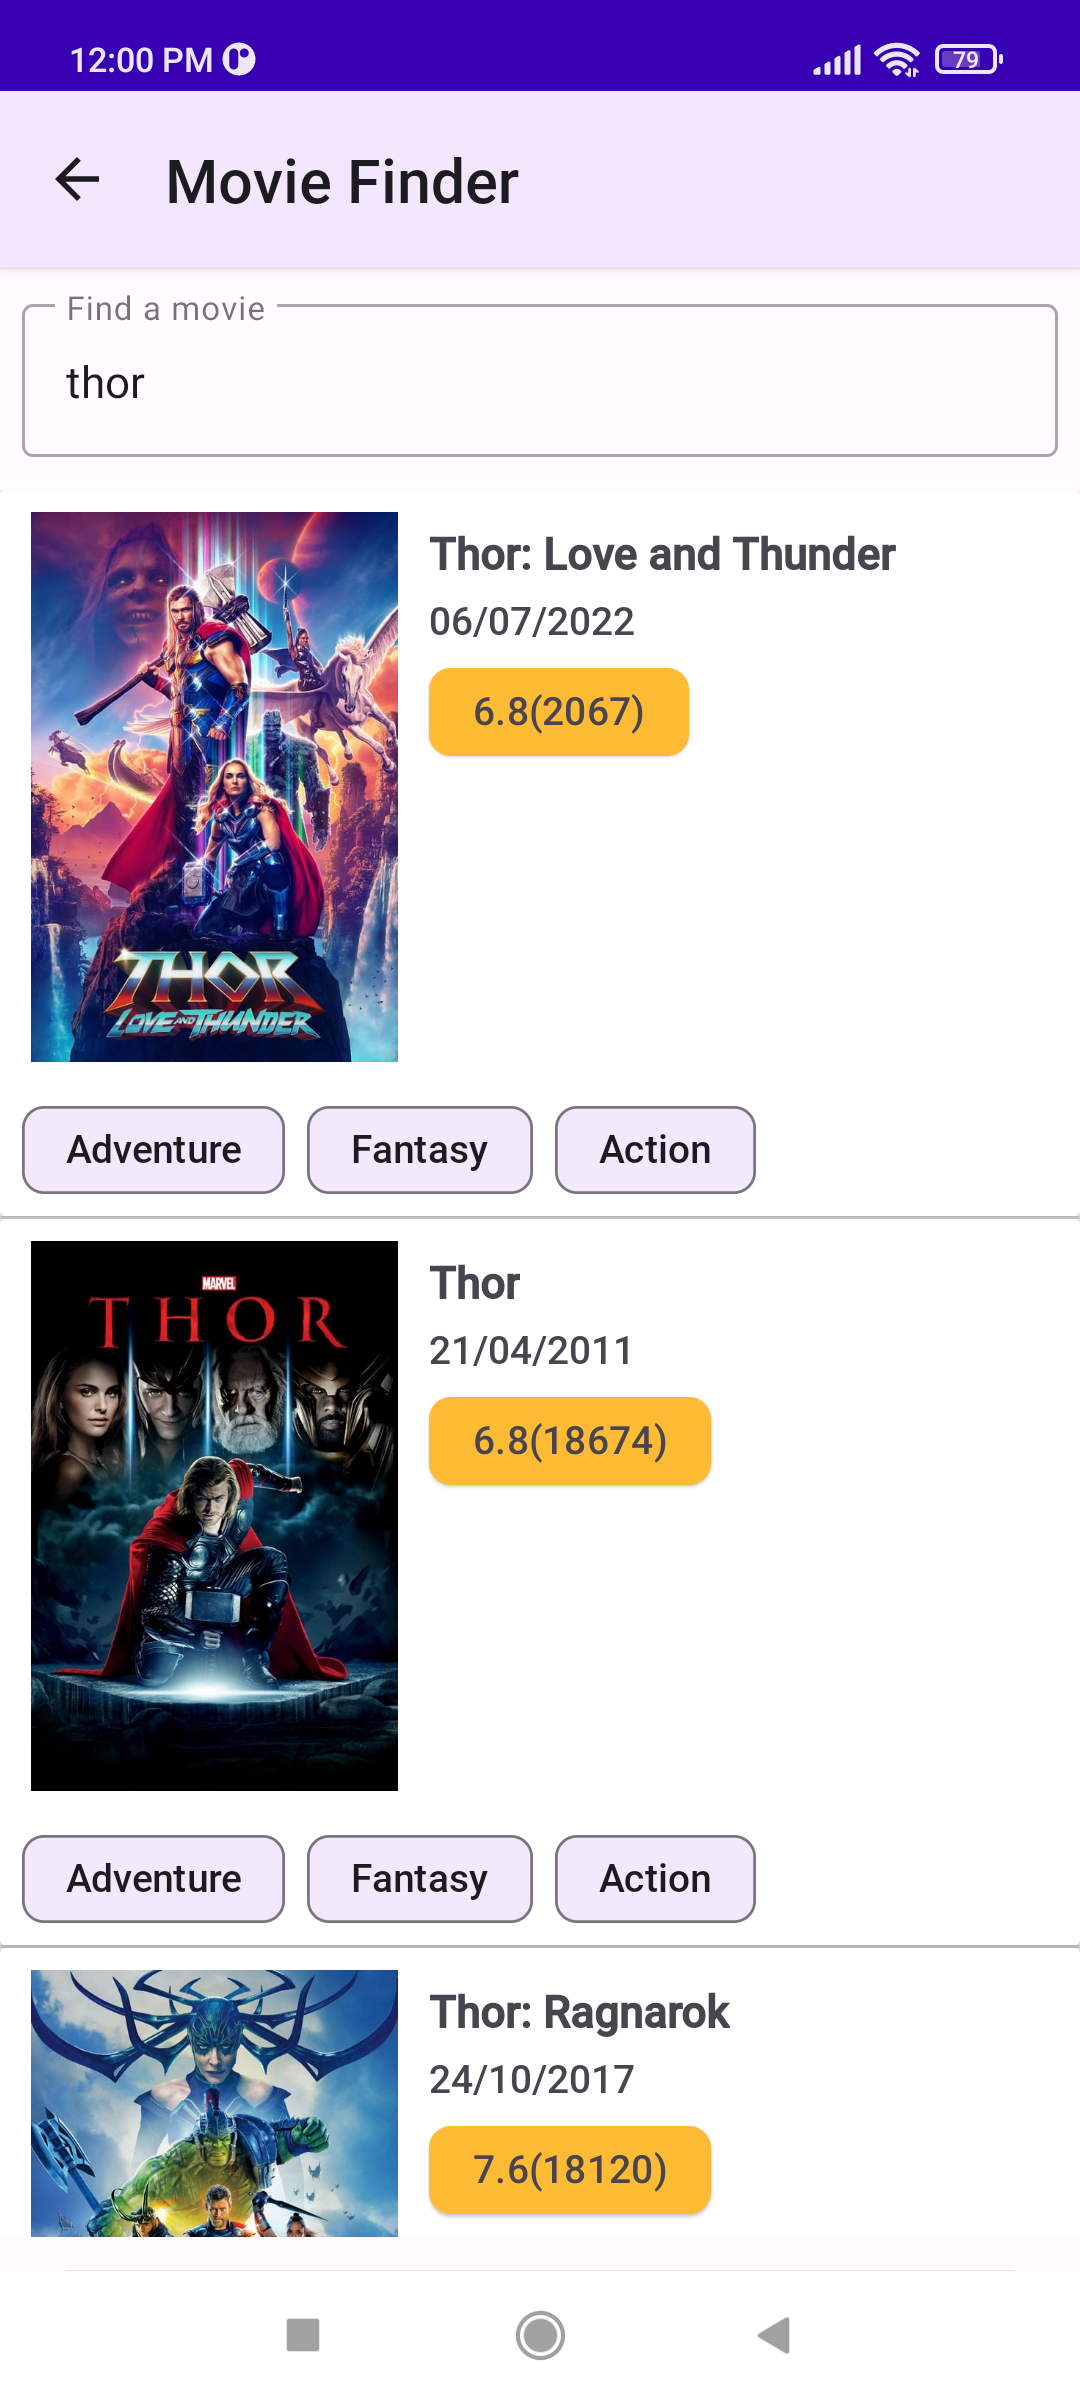 12:00 PM
79
Movie Finder
Find a movie
thor
Thor: Love and Thunder
06/07/2022
6.8(2067)
THOR
LOVE AND THUNDER
Adventure Fantasy Action
MARVEL
THOR
Thor
21/04/2011
6.8(18674)
Adventure Fantasy Action
Thor: Ragnarok
24/10/2017
7.6(18120)